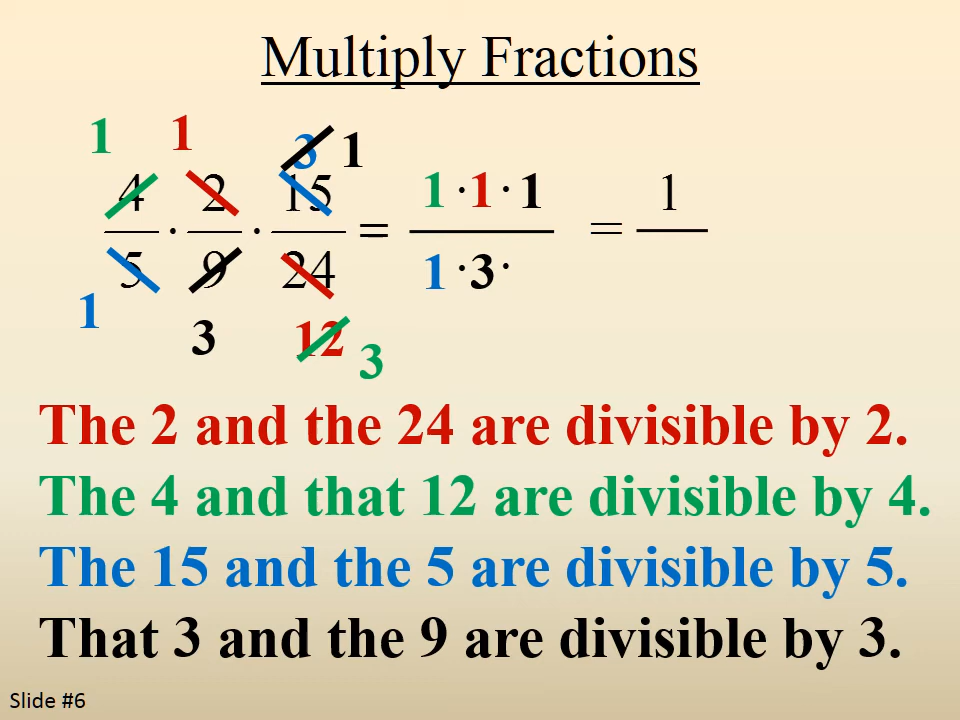 Multiply Fractions
1 1 3 1
4 2 15 1 · 1 · 1 1
· · = =
5 9 24 1 · 3 ·
1 3 12 3
The 2 and the 24 are divisible by 2.
The 4 and that 12 are divisible by 4.
The 15 and the 5 are divisible by 5.
That 3 and the 9 are divisible by 3.
Slide #6